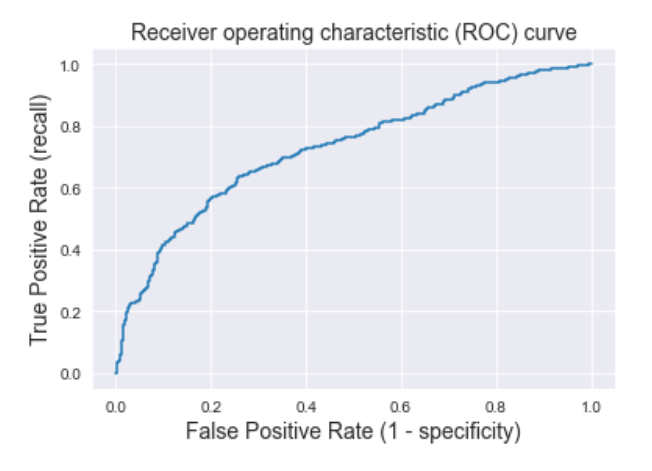 Receiver operating characteristic (ROC) curve
True Positive Rate (recall)
1.0
0.8
0.6
0.4
0.2
0.0
0.0 0.2 0.4 0.6 0.8 1.0
False Positive Rate (1 - specificity)